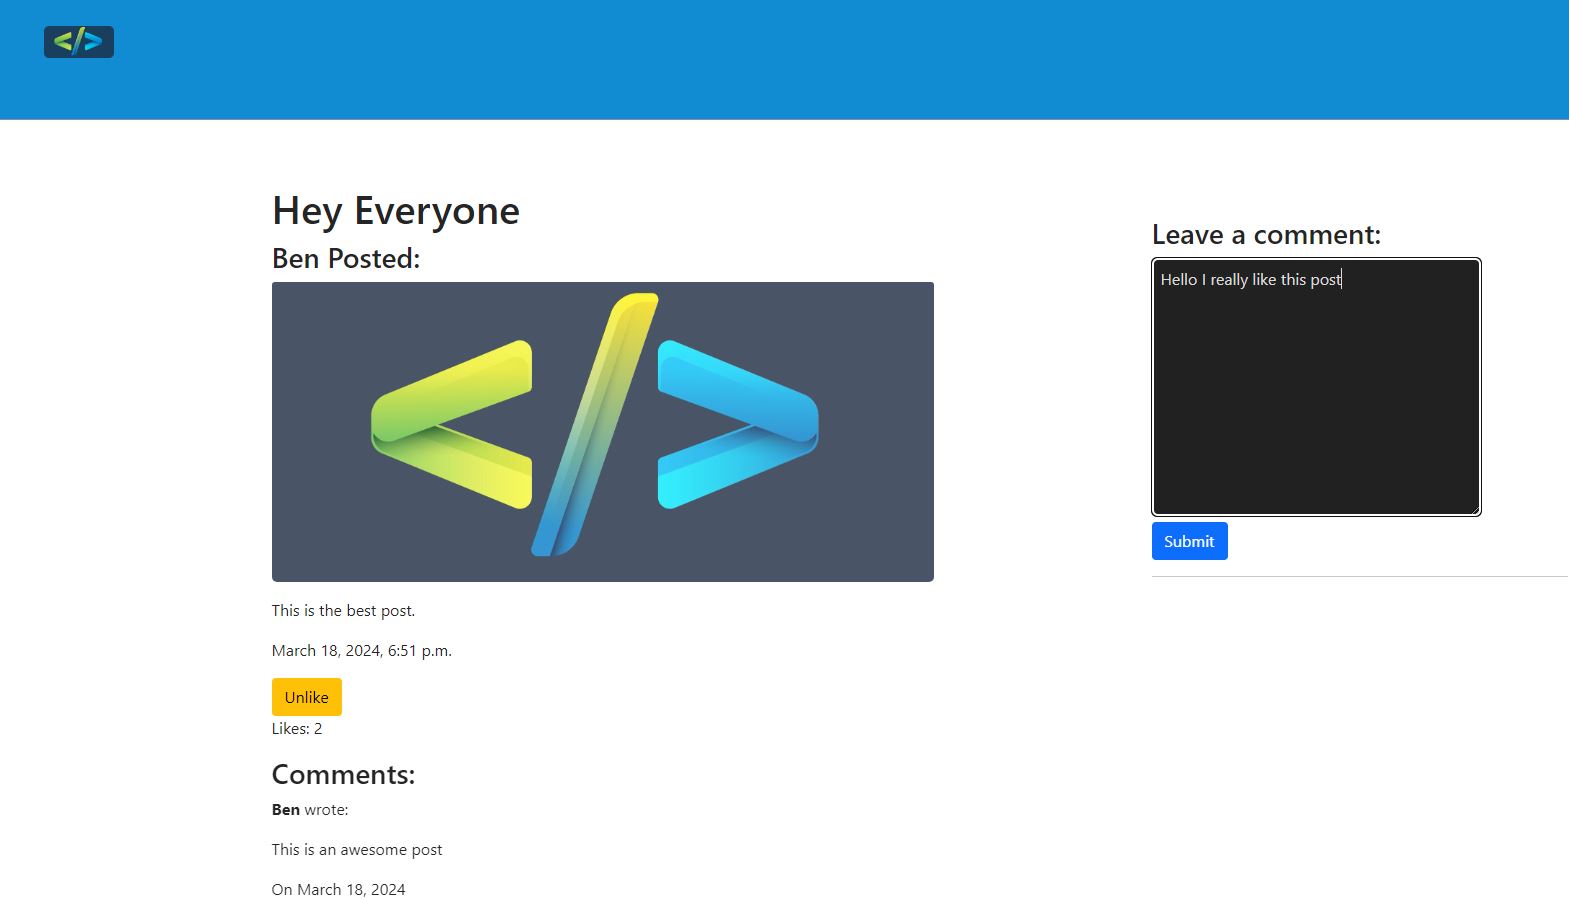 Hey Everyone
Ben Posted:
This is the best post.
March 18, 2024, 6:51 p.m.
Unlike
Likes: 2
Comments:
Ben wrote:
This is an awesome post
On March 18, 2024
Leave a comment:
Hello I really like this post
Submit